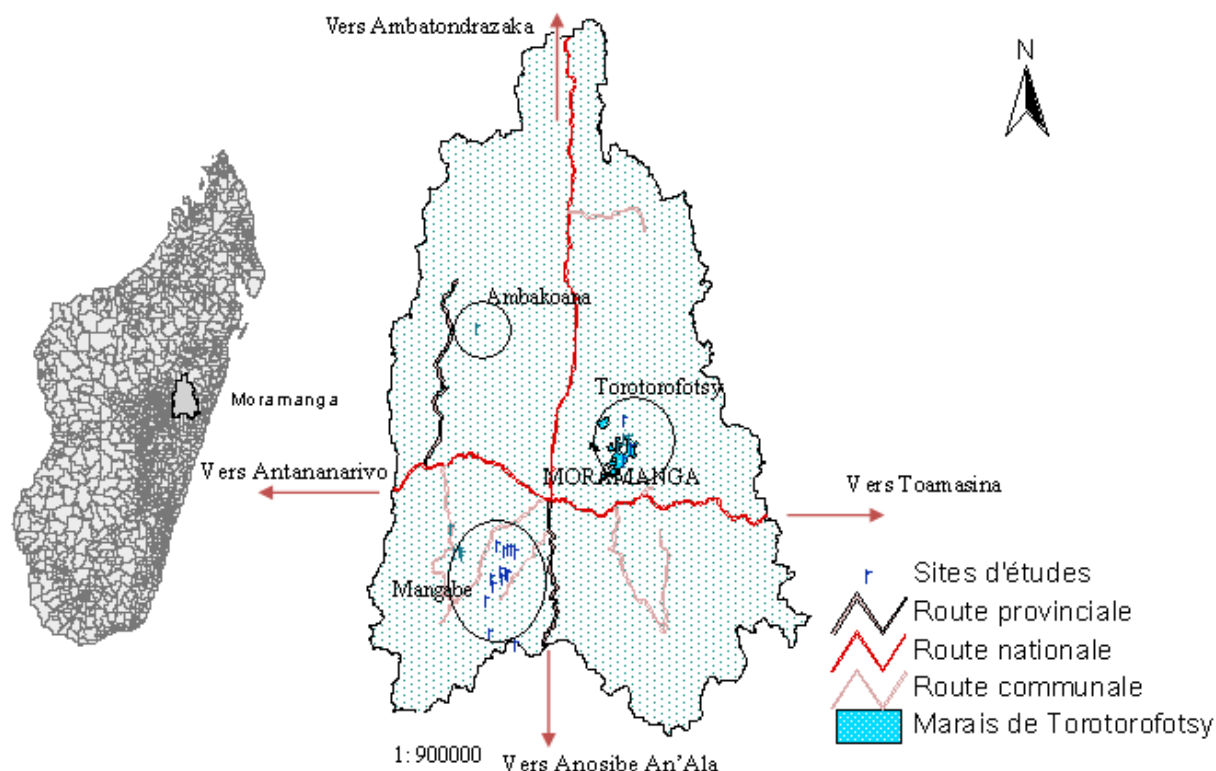 Vers Ambatondrazaka
N
Ambakoana
Torotorofotsy
Moramanga
Vers Antananarivo
MORAMANGA
Vers Toamasina
Mangabe
Sites d'études
Route provinciale
Route nationale
Route communale
Marais de Torotorofotsy
1:900000
Vers Anosibe An'Ala